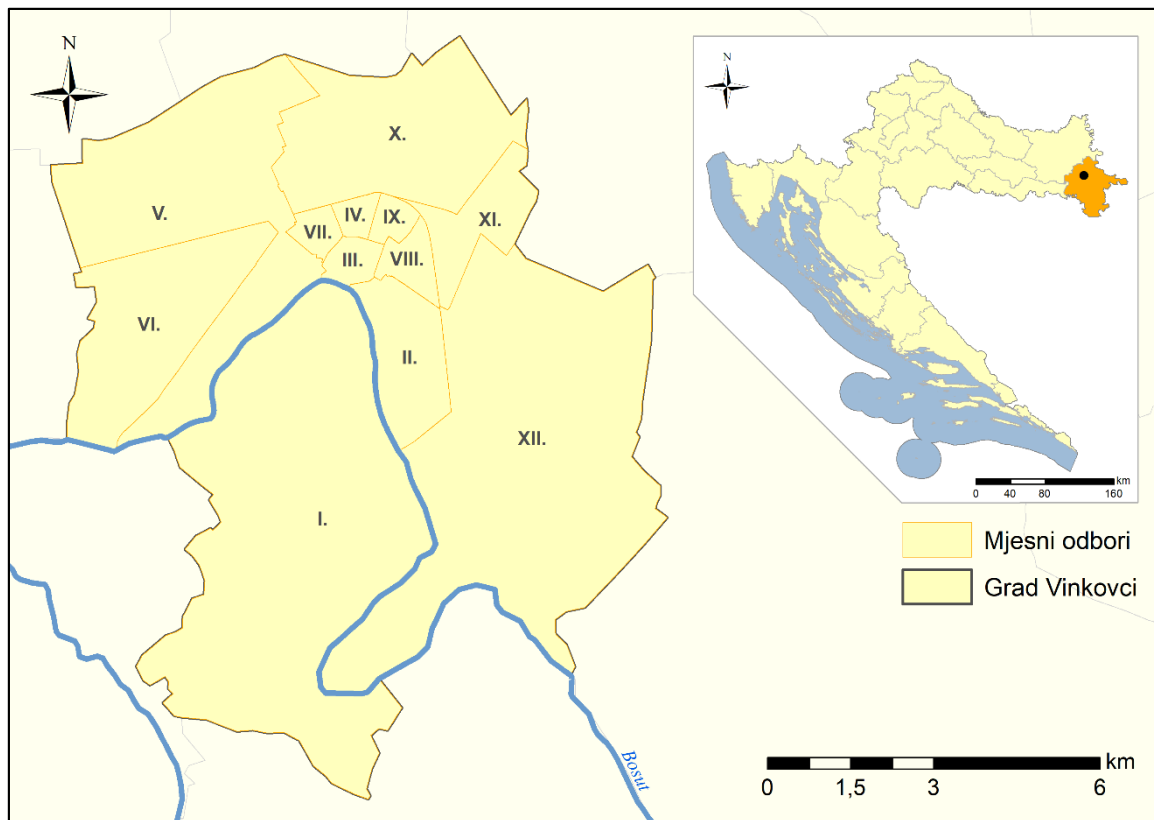 N
N
X.
V.
IV.
IX.
XI.
VII.
III.
VIII.
VI.
II.
XII.
I.
km
0 40 80 160
Mjesni odbori
Grad Vinkovci
Bosut
km
0 1,5 3 6